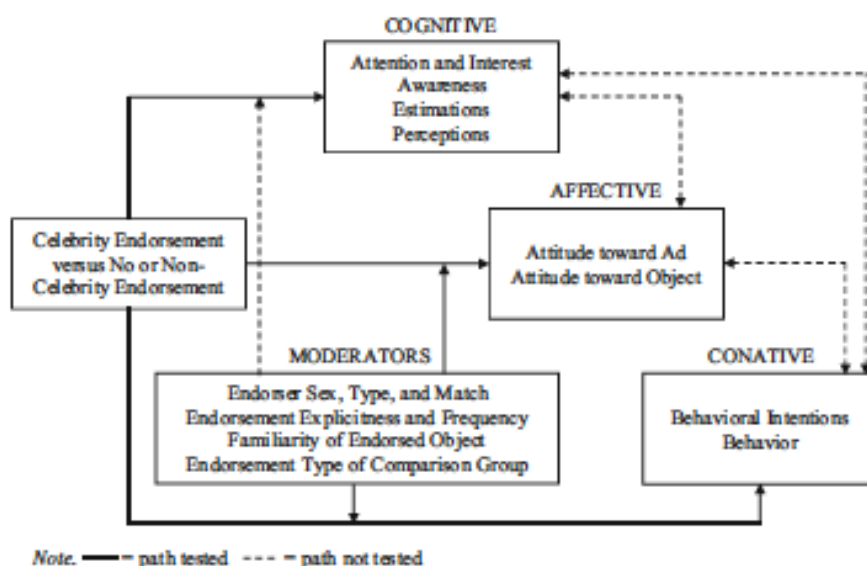 COGNITIVE
Attention and Interest
Awareness
Estimations
Perceptions
AFFECTIVE
Celebrity Endorsement
versus No or Non-
Celebrity Endorsement
Attitude toward Ad
Attitude toward Object
MODERATORS
CONATIVE
Endorser Sex, Type, and Match
Endorsement Explicitness and Frequency
Familiarity of Endorsed Object
Endorsement Type of Comparison Group
Behavioral Intentions
Behavior
Note. = path tested ---- = path not tested